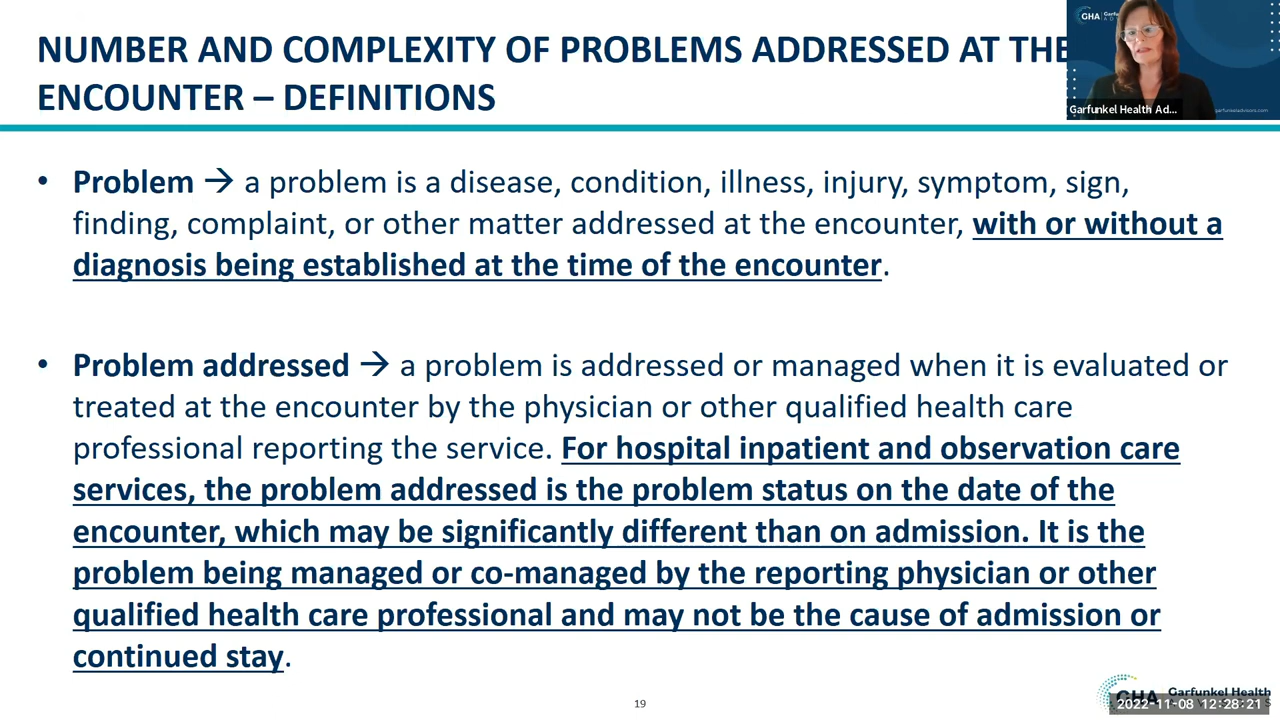 NUMBER AND COMPLEXITY OF PROBLEMS ADDRESSED AT THE
ENCOUNTER – DEFINITIONS
GHA
Garfunkel Health Ad...
garfunkeladvisors.com
• Problem → a problem is a disease, condition, illness, injury, symptom, sign,
finding, complaint, or other matter addressed at the encounter, with or without a
diagnosis being established at the time of the encounter.
• Problem addressed → a problem is addressed or managed when it is evaluated or
treated at the encounter by the physician or other qualified health care
professional reporting the service. For hospital inpatient and observation care
services, the problem addressed is the problem status on the date of the
encounter, which may be significantly different than on admission. It is the
problem being managed or co-managed by the reporting physician or other
qualified health care professional and may not be the cause of admission or
continued stay.
19
GHA Garfunkel Health
2022-11-08 12:28:21